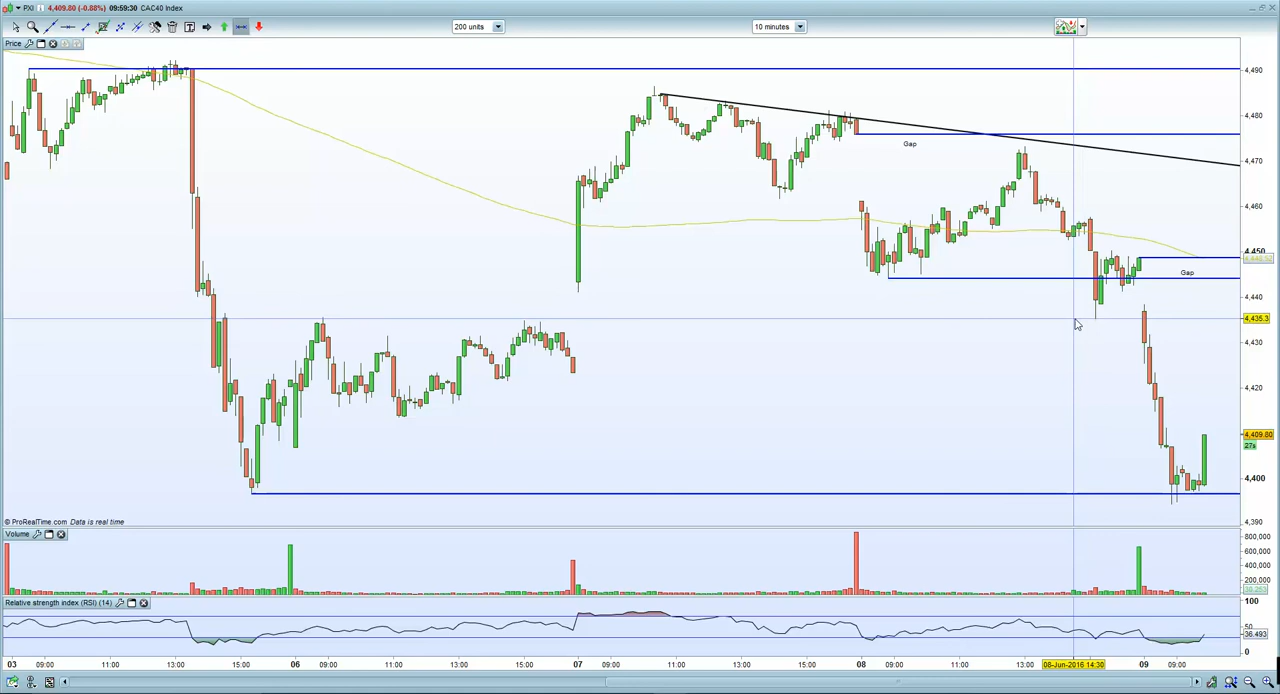 PXI 4,409.80 (-0.88%) 09:59:30 CAC40 Index
200 units
10 minutes
Price
4,490
4,480
Gap
4,470
4,460
4,450
4,448.52
Gap
4,440
4,435.3
4,430
4,420
4,409.80
27s
4,400
© ProRealTime.com Data is real time
4,390
Volume
800,000
600,000
400,000
200,000
Relative strength index (RSI) (14)
100
50
36.493
0
03 09:00 11:00 13:00 15:00 06 09:00 11:00 13:00 15:00 07 09:00 11:00 13:00 15:00 08 09:00 11:00 13:00 08-Jun-2016 14:30 09 09:00